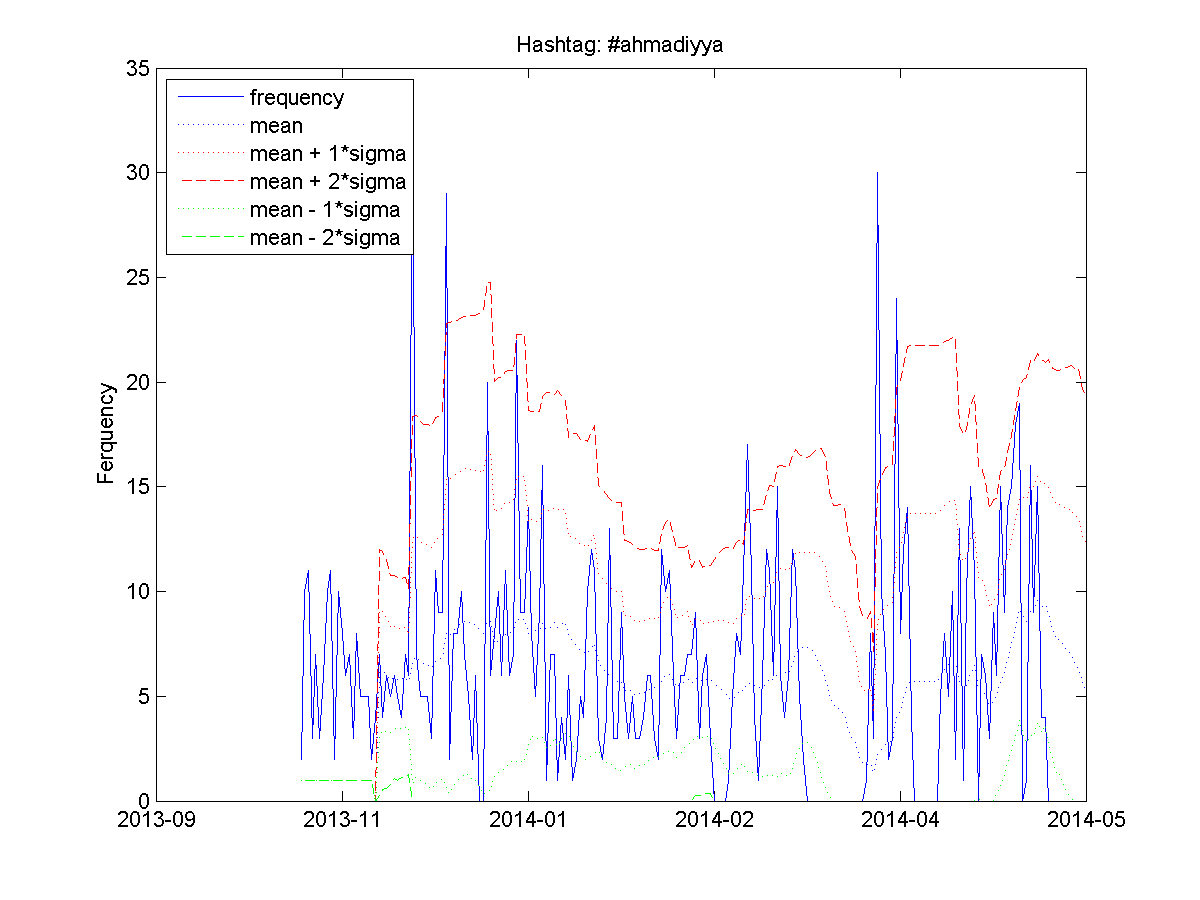 Hashtag: #ahmadiyya
35
30
25
20
15
10
5
0
Ferquency
frequency
mean
mean + 1*sigma
mean + 2*sigma
mean - 1*sigma
mean - 2*sigma
2013-09 2013-11 2014-01 2014-02 2014-04 2014-05